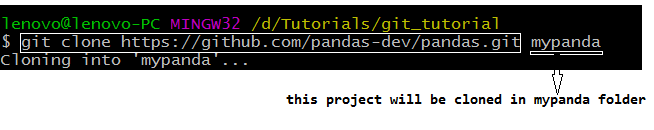 lenovo@lenovo-PC MINGW32 /d/Tutorials/git_tutorial
$ git clone https://github.com/pandas-dev/pandas.git mypanda
Cloning into 'mypanda'...
this project will be cloned in mypanda folder